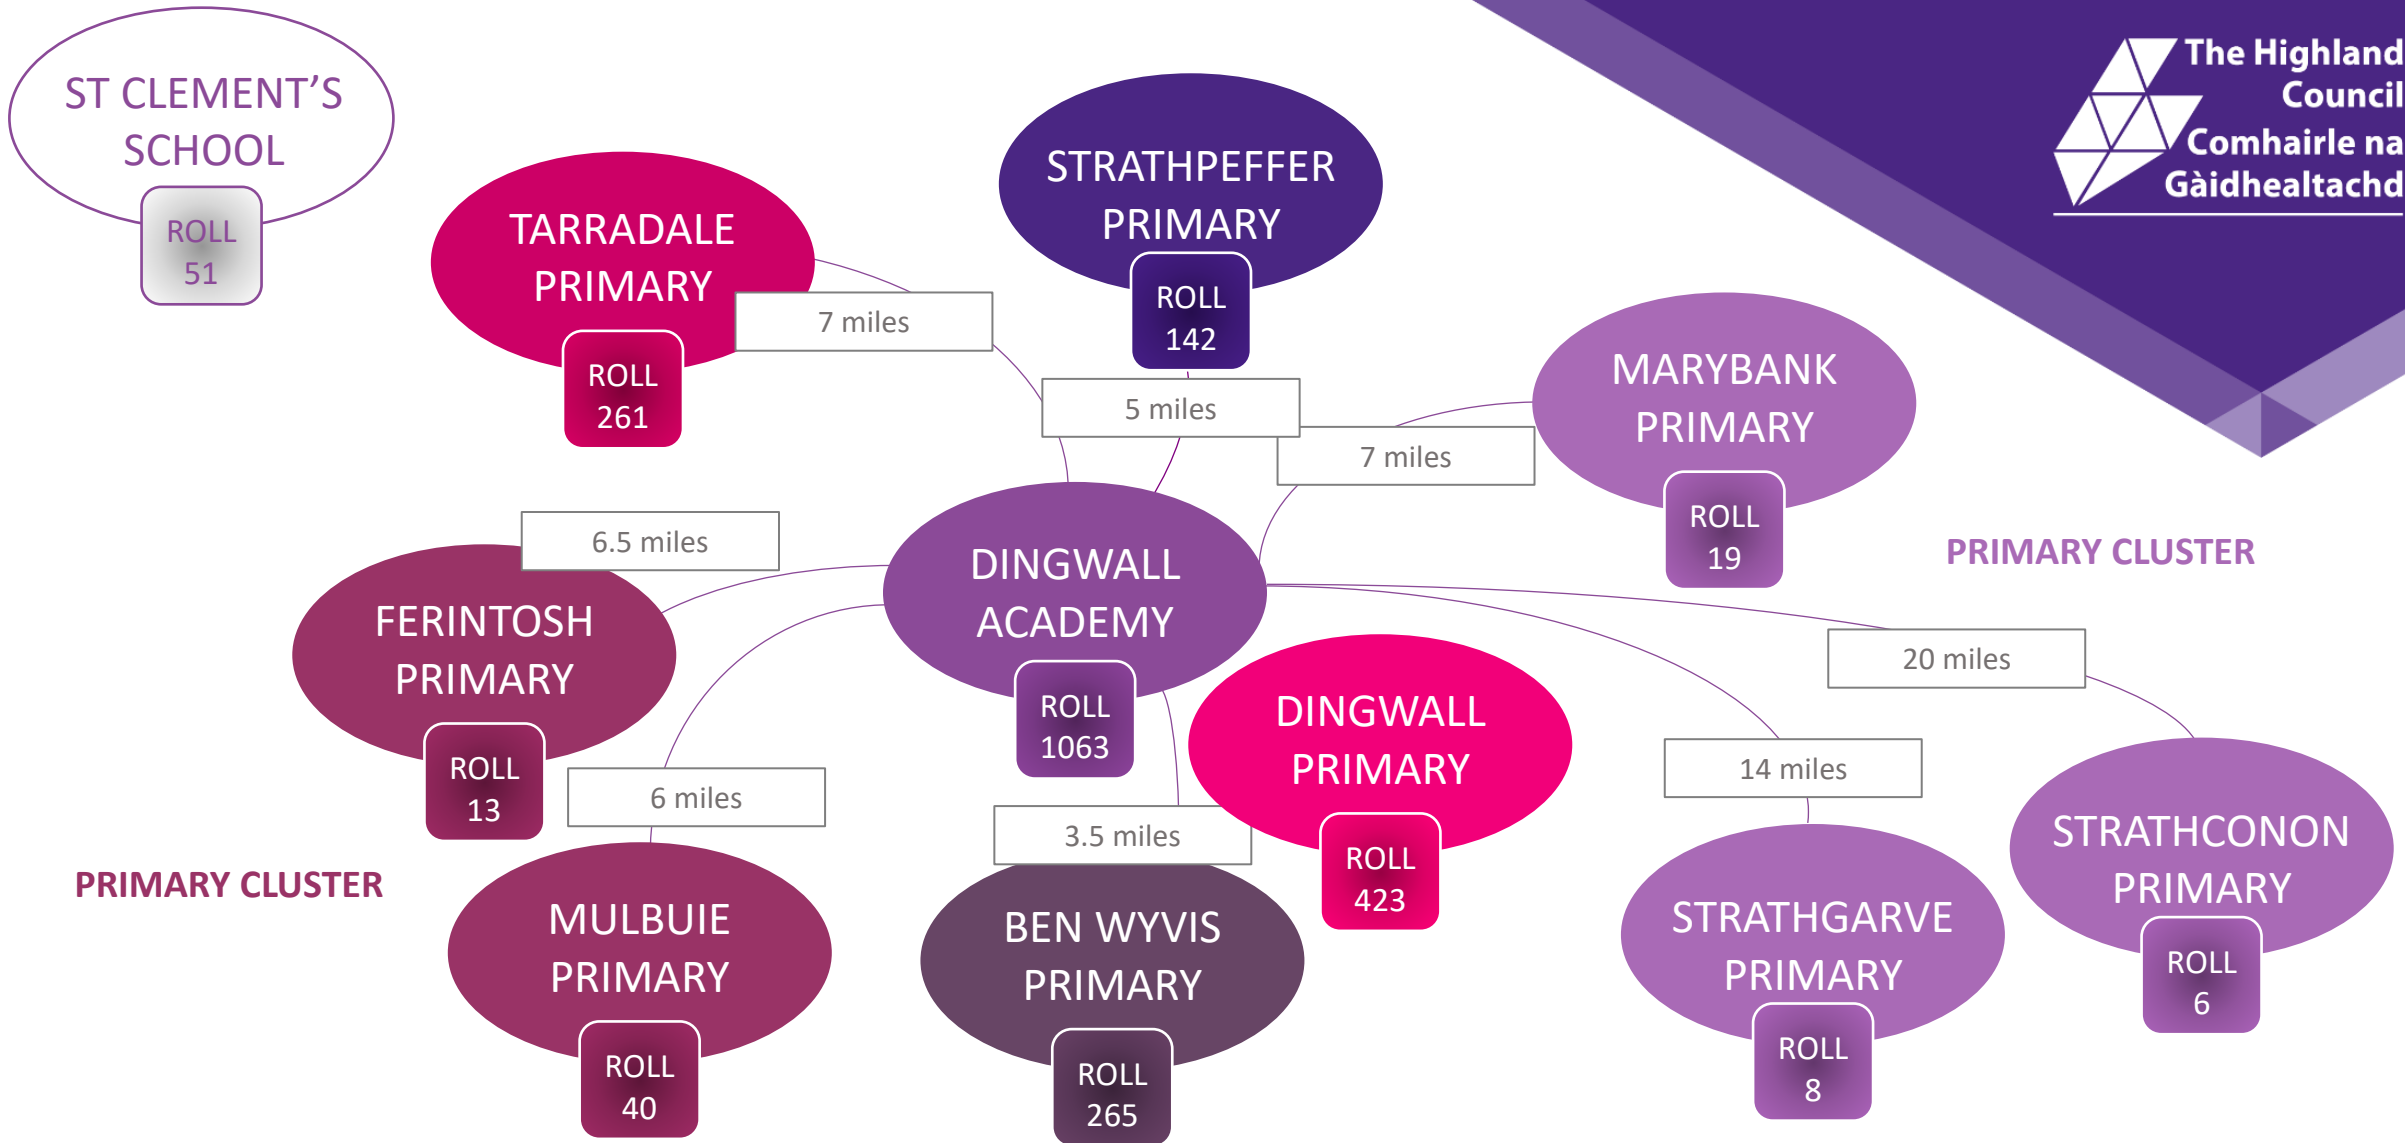 ST CLEMENT’S
SCHOOL
ROLL
51
TARRADALE
PRIMARY
ROLL
261
7 miles
STRATHPEFFER
PRIMARY
ROLL
142
5 miles
The Highland
Council
Comhairle na
Gàidhealtachd
MARYBANK
PRIMARY
ROLL
19
7 miles
PRIMARY CLUSTER
6.5 miles
FERINTOSH
PRIMARY
ROLL
13
DINGWALL
ACADEMY
ROLL
1063
DINGWALL
PRIMARY
ROLL
423
20 miles
14 miles
6 miles
3.5 miles
PRIMARY CLUSTER
MULBUIE
PRIMARY
ROLL
40
BEN WYVIS
PRIMARY
ROLL
265
STRATHGARVE
PRIMARY
ROLL
8
STRATHCONON
PRIMARY
ROLL
6